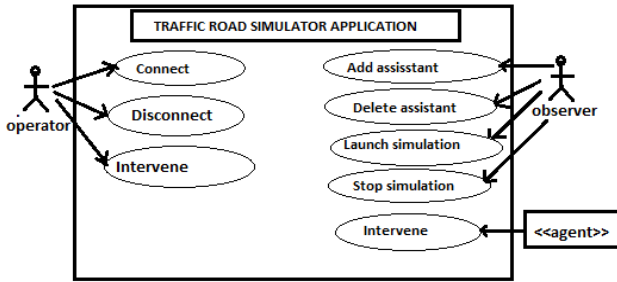 TRAFFIC ROAD SIMULATOR APPLICATION
Connect
Disconnect
Intervene
operator
Add assisstant
Delete assistant
Launch simulation
Stop simulation
Intervene
observer
<<agent>>